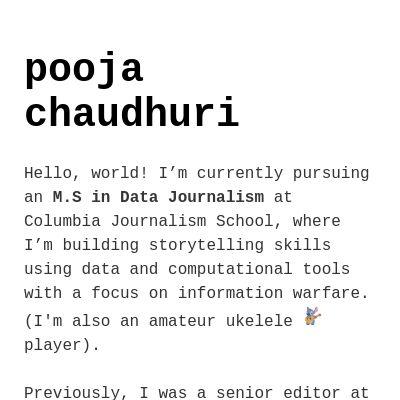 pooja
chaudhuri
Hello, world! I’m currently pursuing
an M.S in Data Journalism at
Columbia Journalism School, where
I’m building storytelling skills
using data and computational tools
with a focus on information warfare.
(I'm also an amateur ukelele
player).
Previously, I was a senior editor at